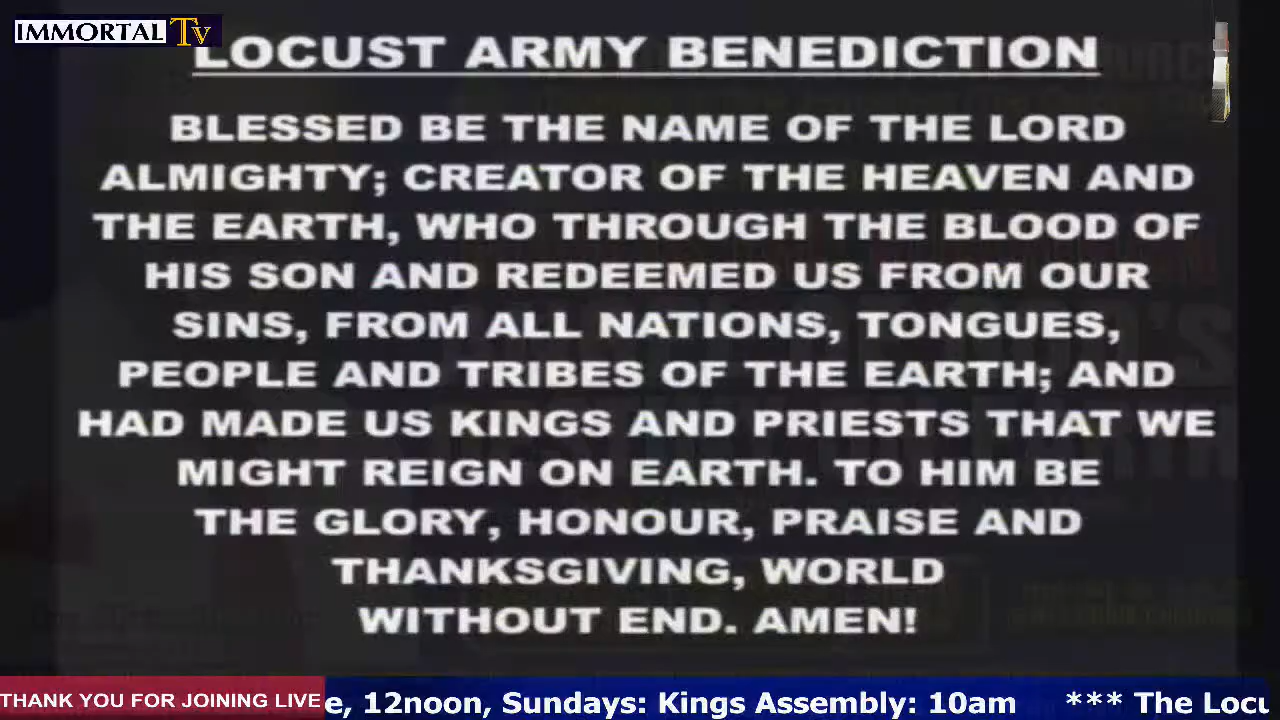 IMMORTAL Tv
LOCUST ARMY BENEDICTION
BLESSED BE THE NAME OF THE LORD
ALMIGHTY; CREATOR OF THE HEAVEN AND
THE EARTH, WHO THROUGH THE BLOOD OF
HIS SON AND REDEEMED US FROM OUR
SINS, FROM ALL NATIONS, TONGUES,
PEOPLE AND TRIBES OF THE EARTH; AND
HAD MADE US KINGS AND PRIESTS THAT WE
MIGHT REIGN ON EARTH. TO HIM BE
THE GLORY, HONOUR, PRAISE AND
THANKSGIVING, WORLD
WITHOUT END. AMEN!
THANK YOU FOR JOINING LIVE
e, 12noon, Sundays: Kings Assembly: 10am *** The Locu